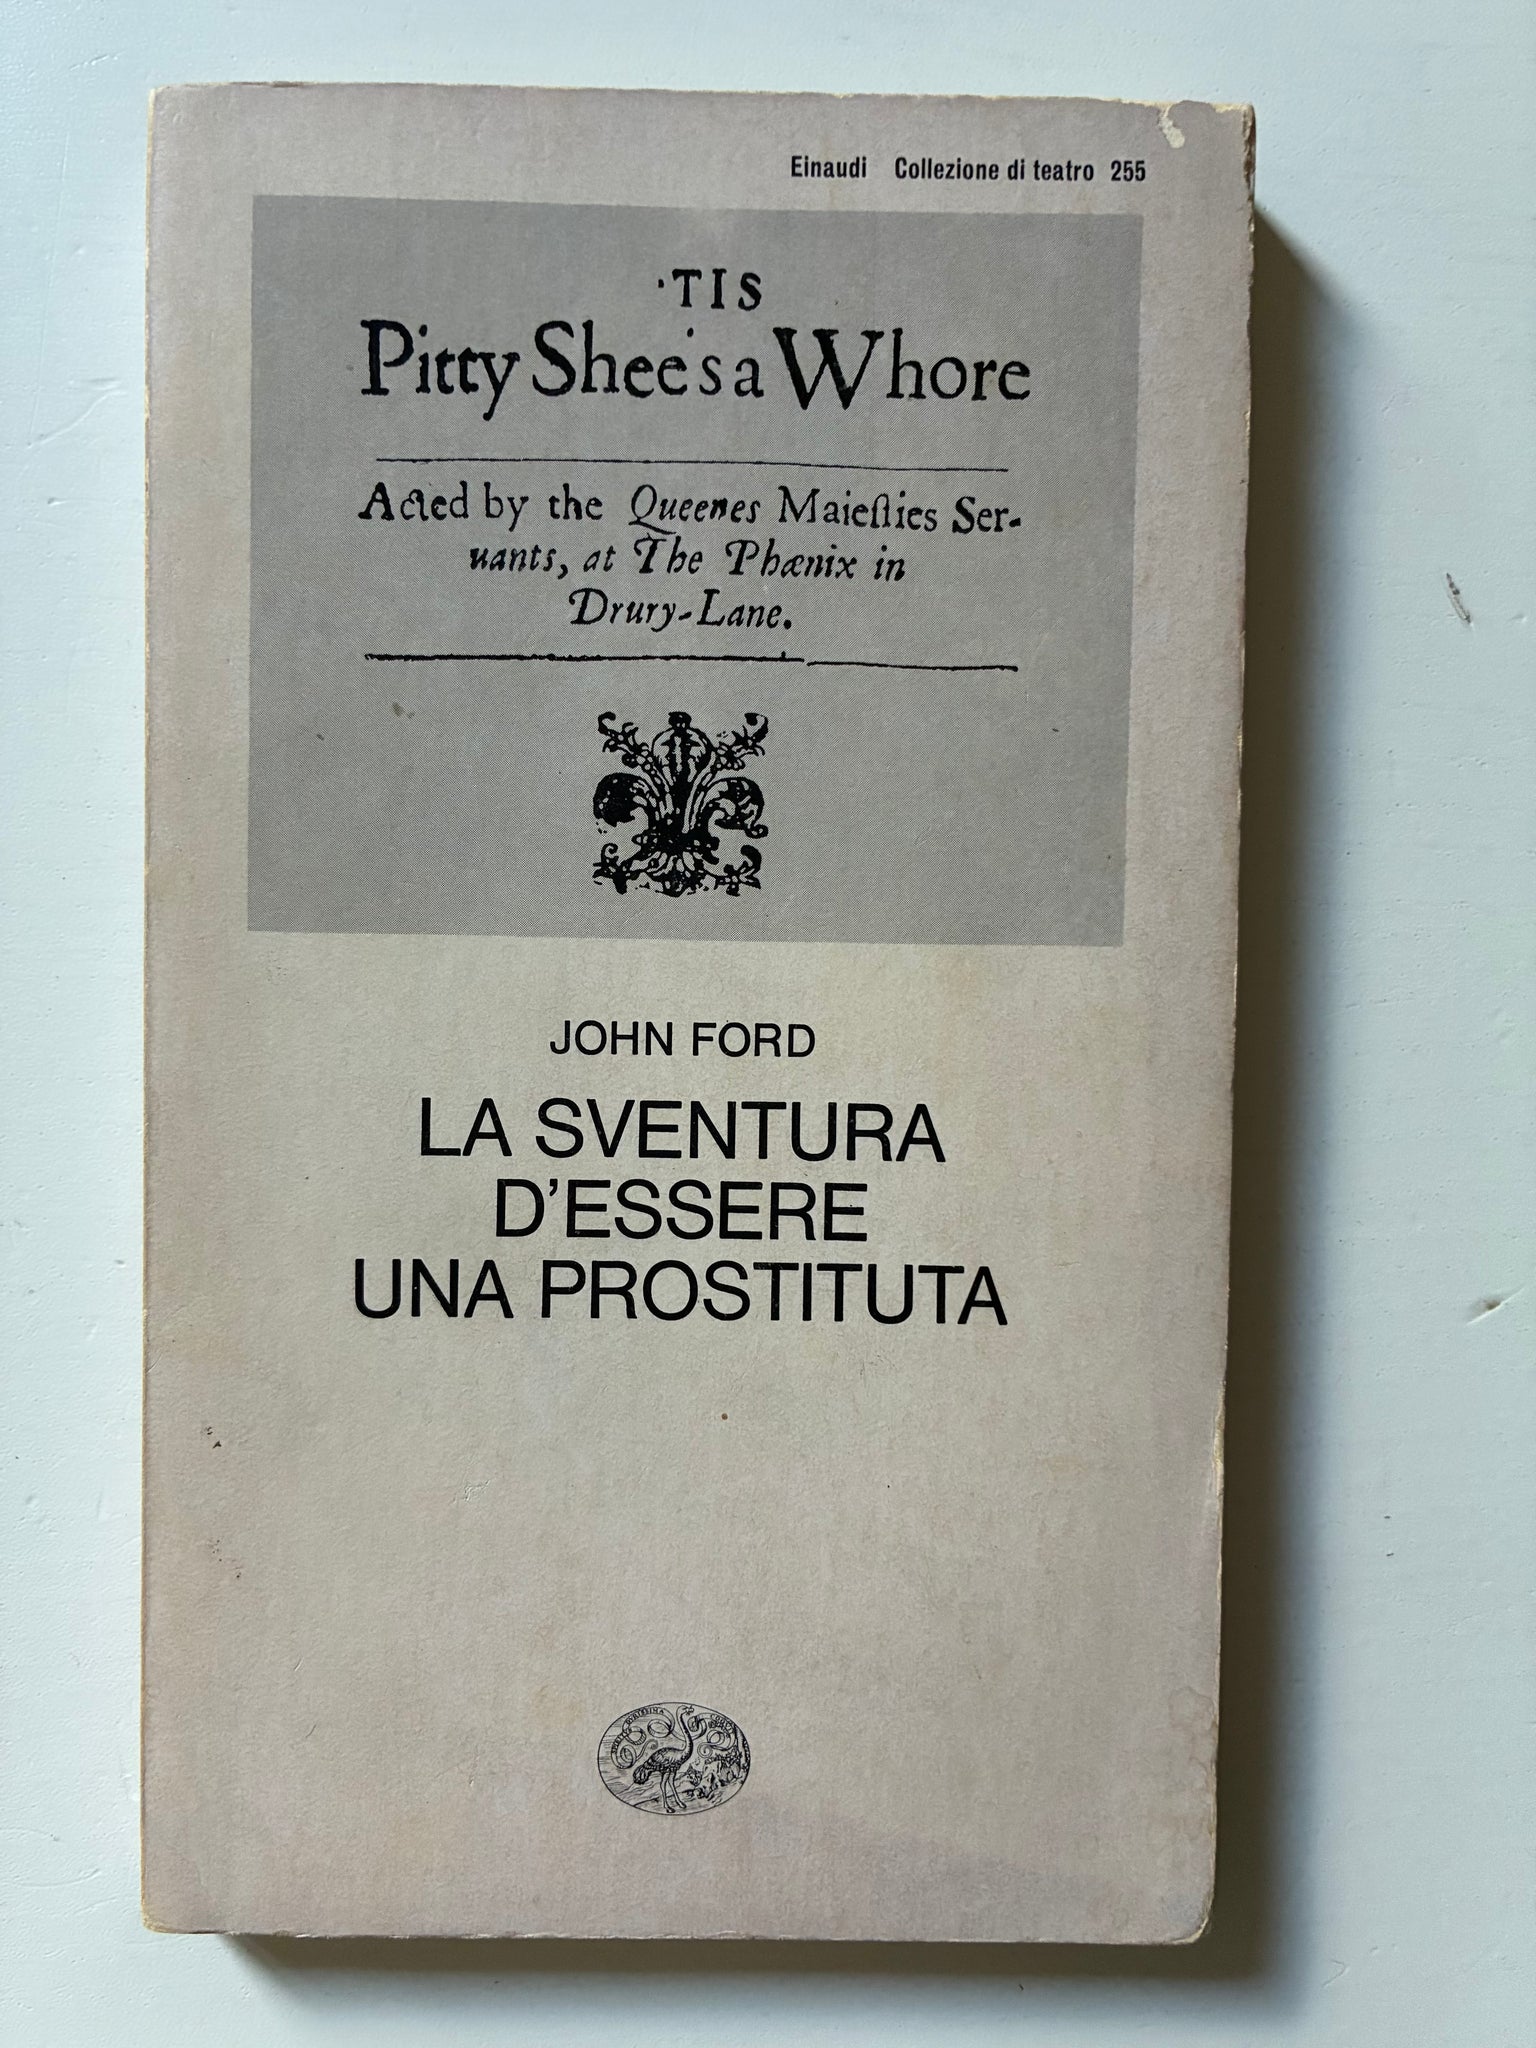 Einaudi Collezione di teatro 255
'TIS
Pitty Shee's a Whore
Acted by the Queenes Maieſties Ser-
uants, at The Phœnix in
Drury-Lane.
JOHN FORD
LA SVENTURA
D'ESSERE
UNA PROSTITUTA